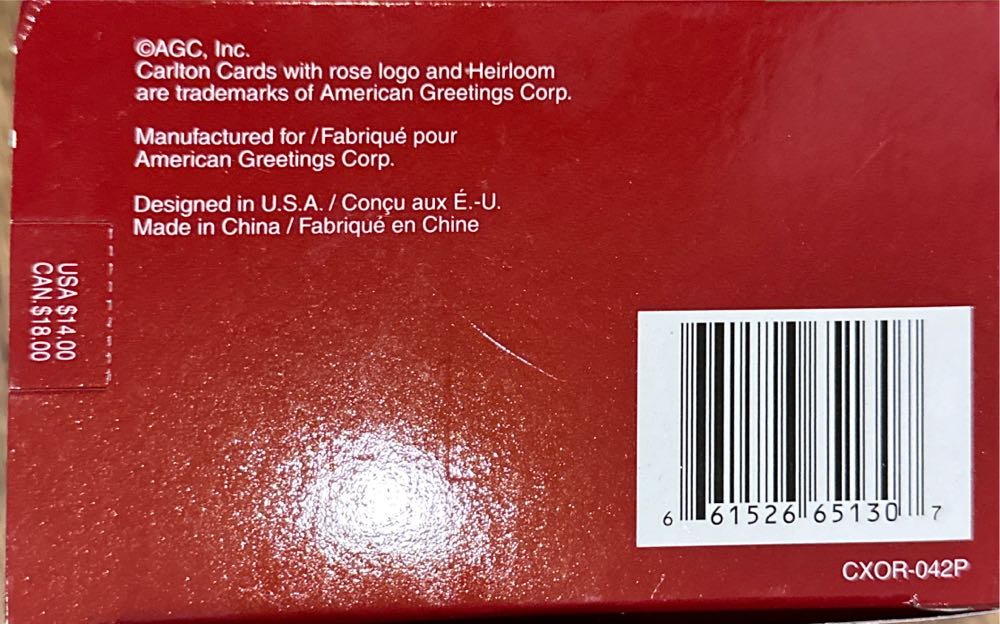 ©AGC, Inc.
Carlton Cards with rose logo and Heirloom
are trademarks of American Greetings Corp.
Manufactured for / Fabriqué pour
American Greetings Corp.
Designed in U.S.A. / Conçu aux É.-U.
Made in China / Fabriqué en Chine
USA $14.00
CAN.$18.00
6 61526 65130 7
CXOR-042P